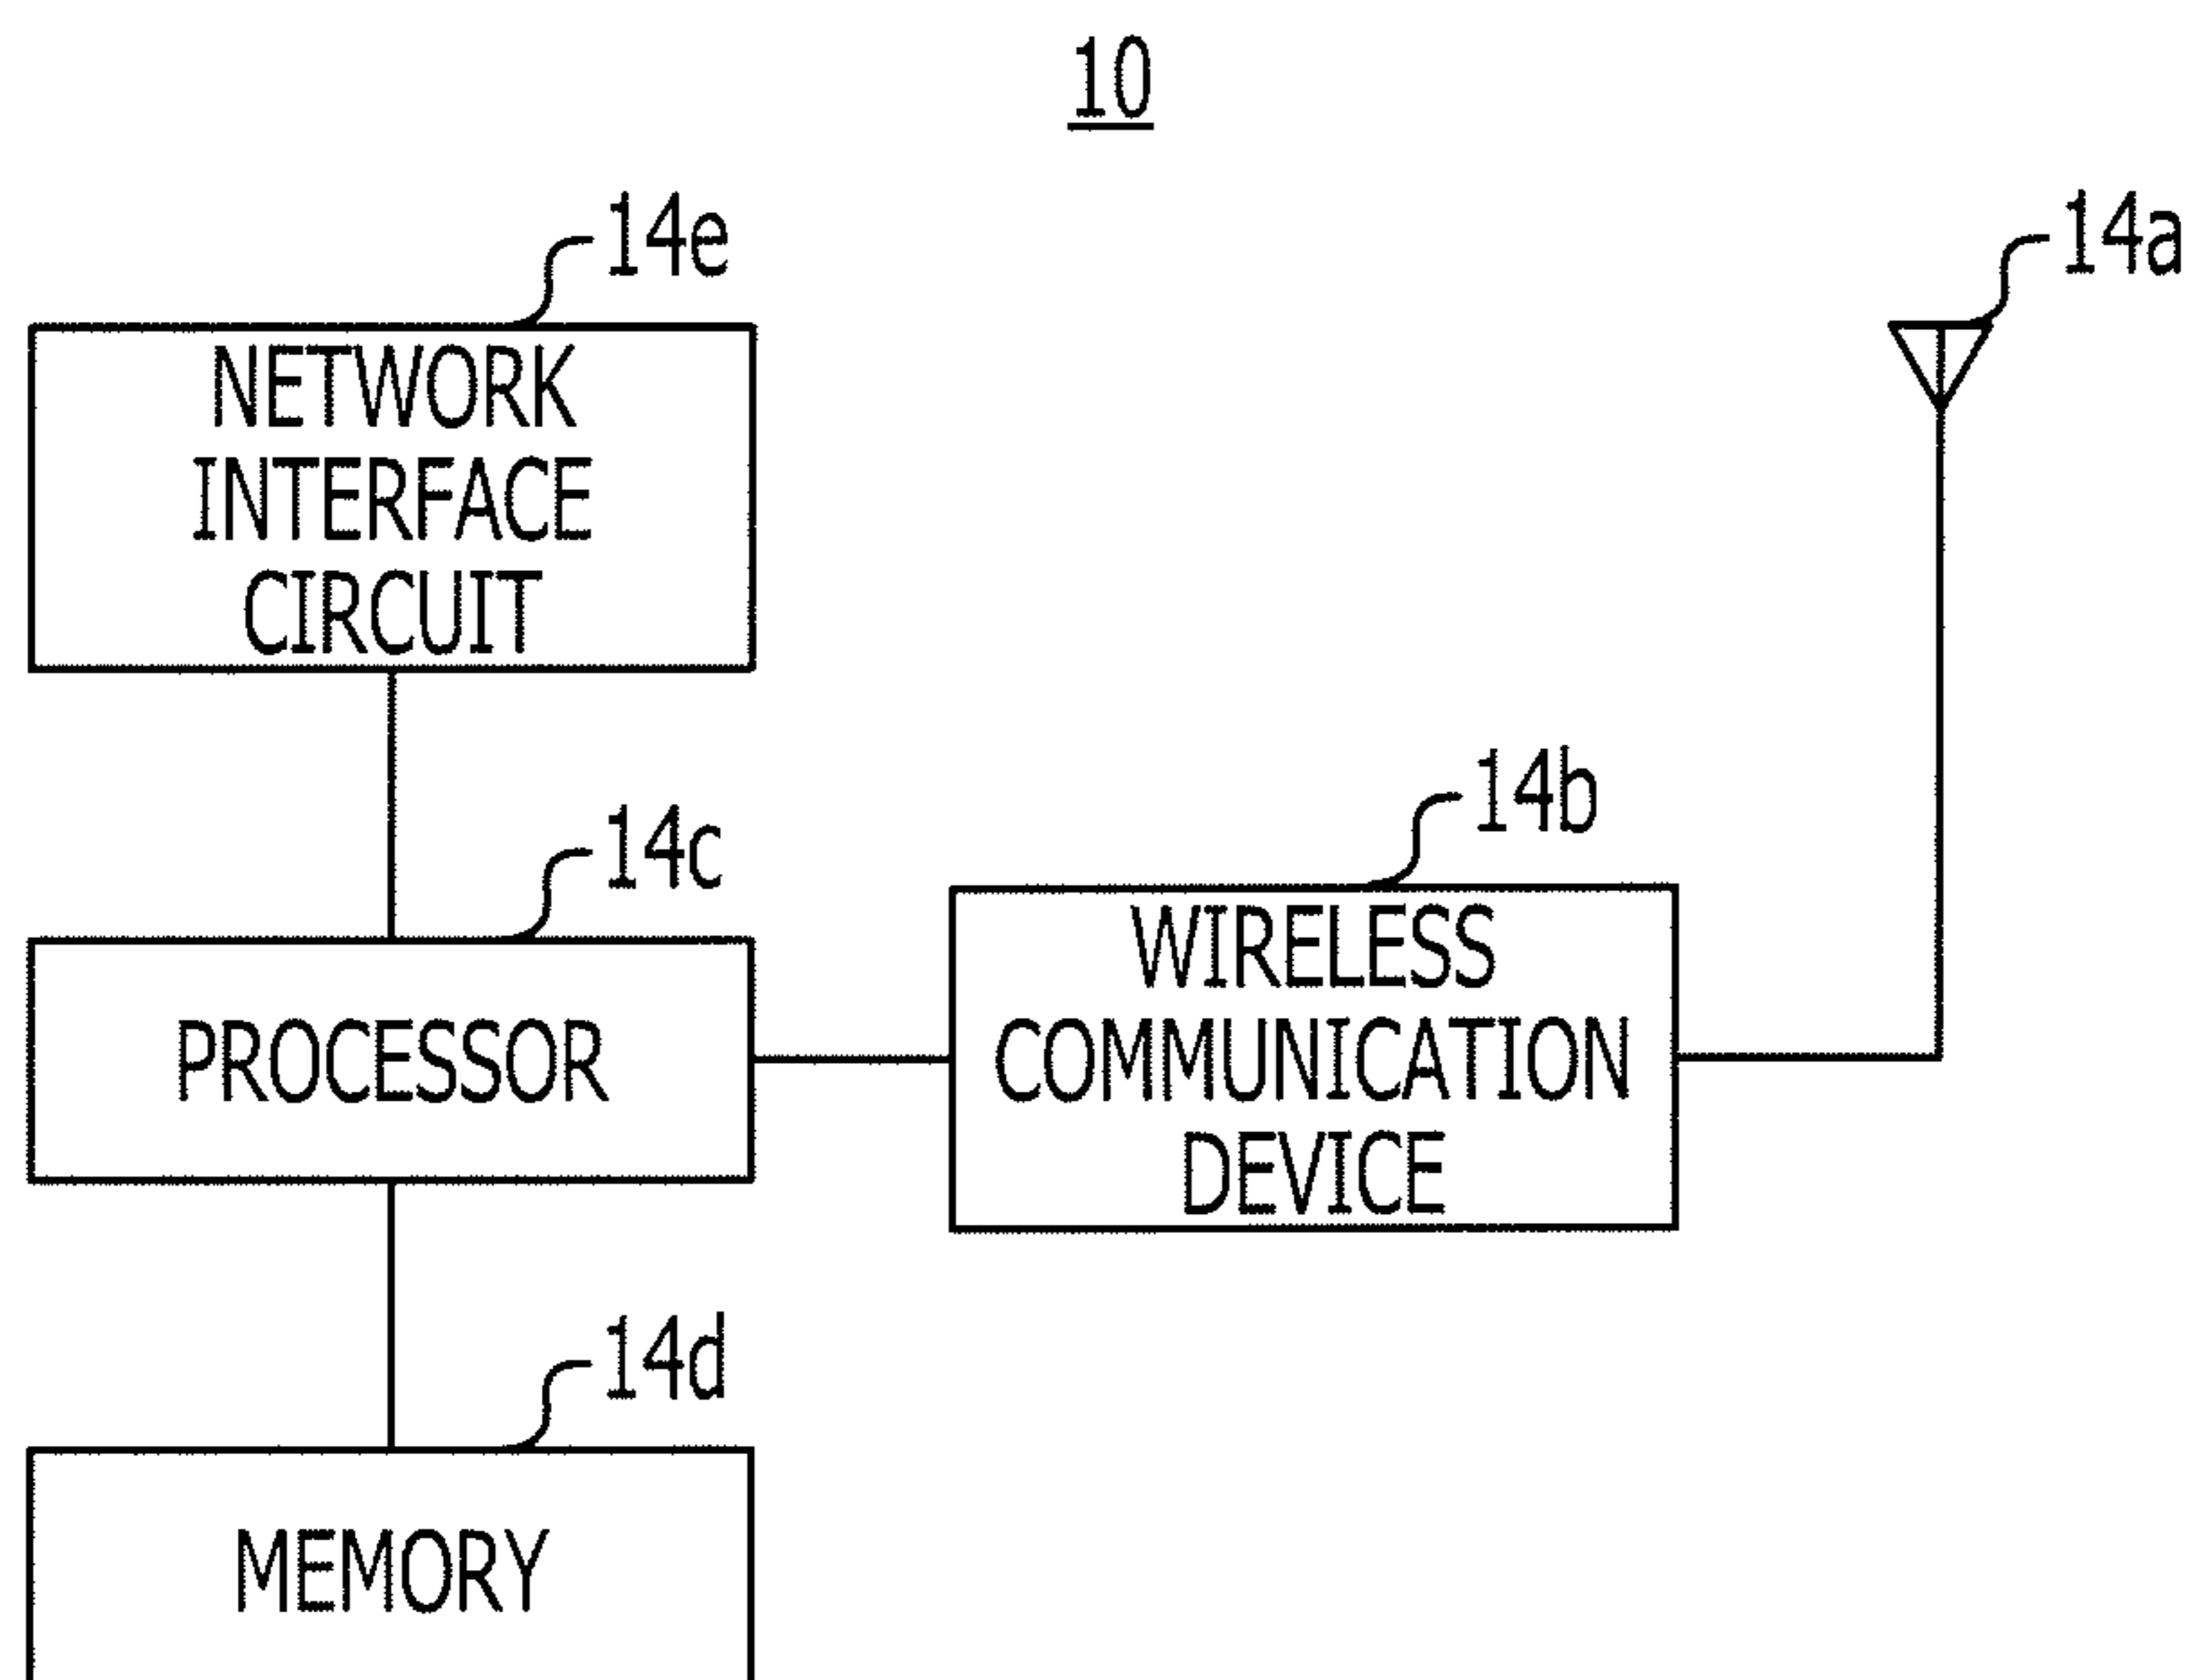 10
14e
14a
NETWORK
INTERFACE
CIRCUIT
14c
14b
PROCESSOR
WIRELESS
COMMUNICATION
DEVICE
14d
MEMORY